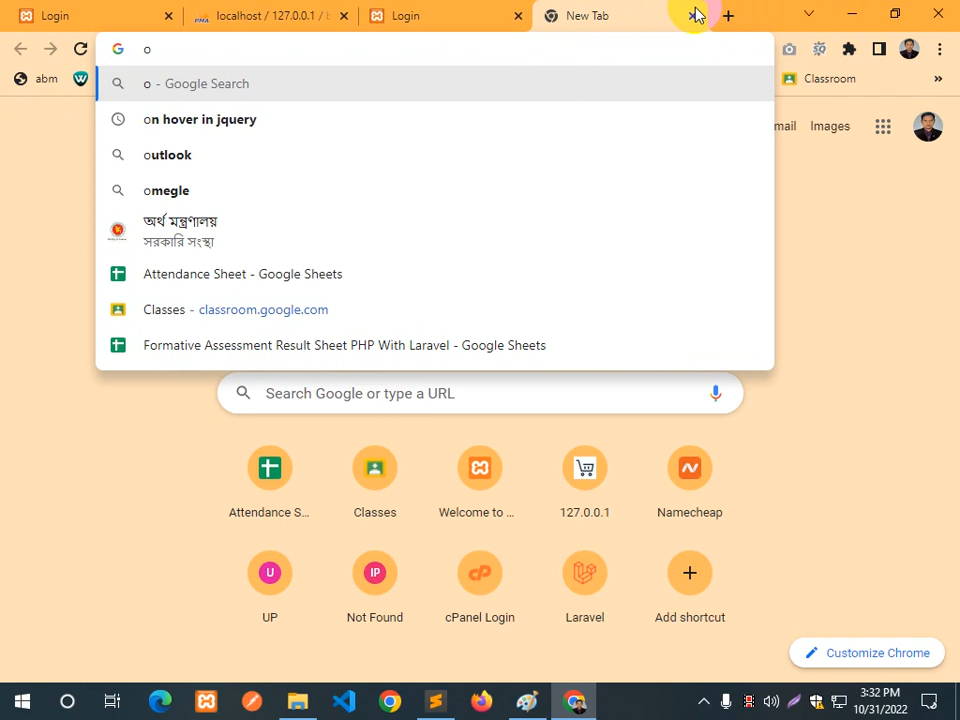 Login
localhost / 127.0.0.1 /
Login
New Tab
o
abm
Classroom
»
o - Google Search
on hover in jquery
outlook
omegle
অর্থ মন্ত্রণালয়
সরকারি সংস্থা
Attendance Sheet - Google Sheets
Classes - classroom.google.com
Formative Assessment Result Sheet PHP With Laravel - Google Sheets
mail
Images
Search Google or type a URL
Attendance S...
Classes
Welcome to ...
127.0.0.1
Namecheap
U
IP
cP
UP
Not Found
cPanel Login
Laravel
Add shortcut
Customize Chrome
3:32 PM
10/31/2022